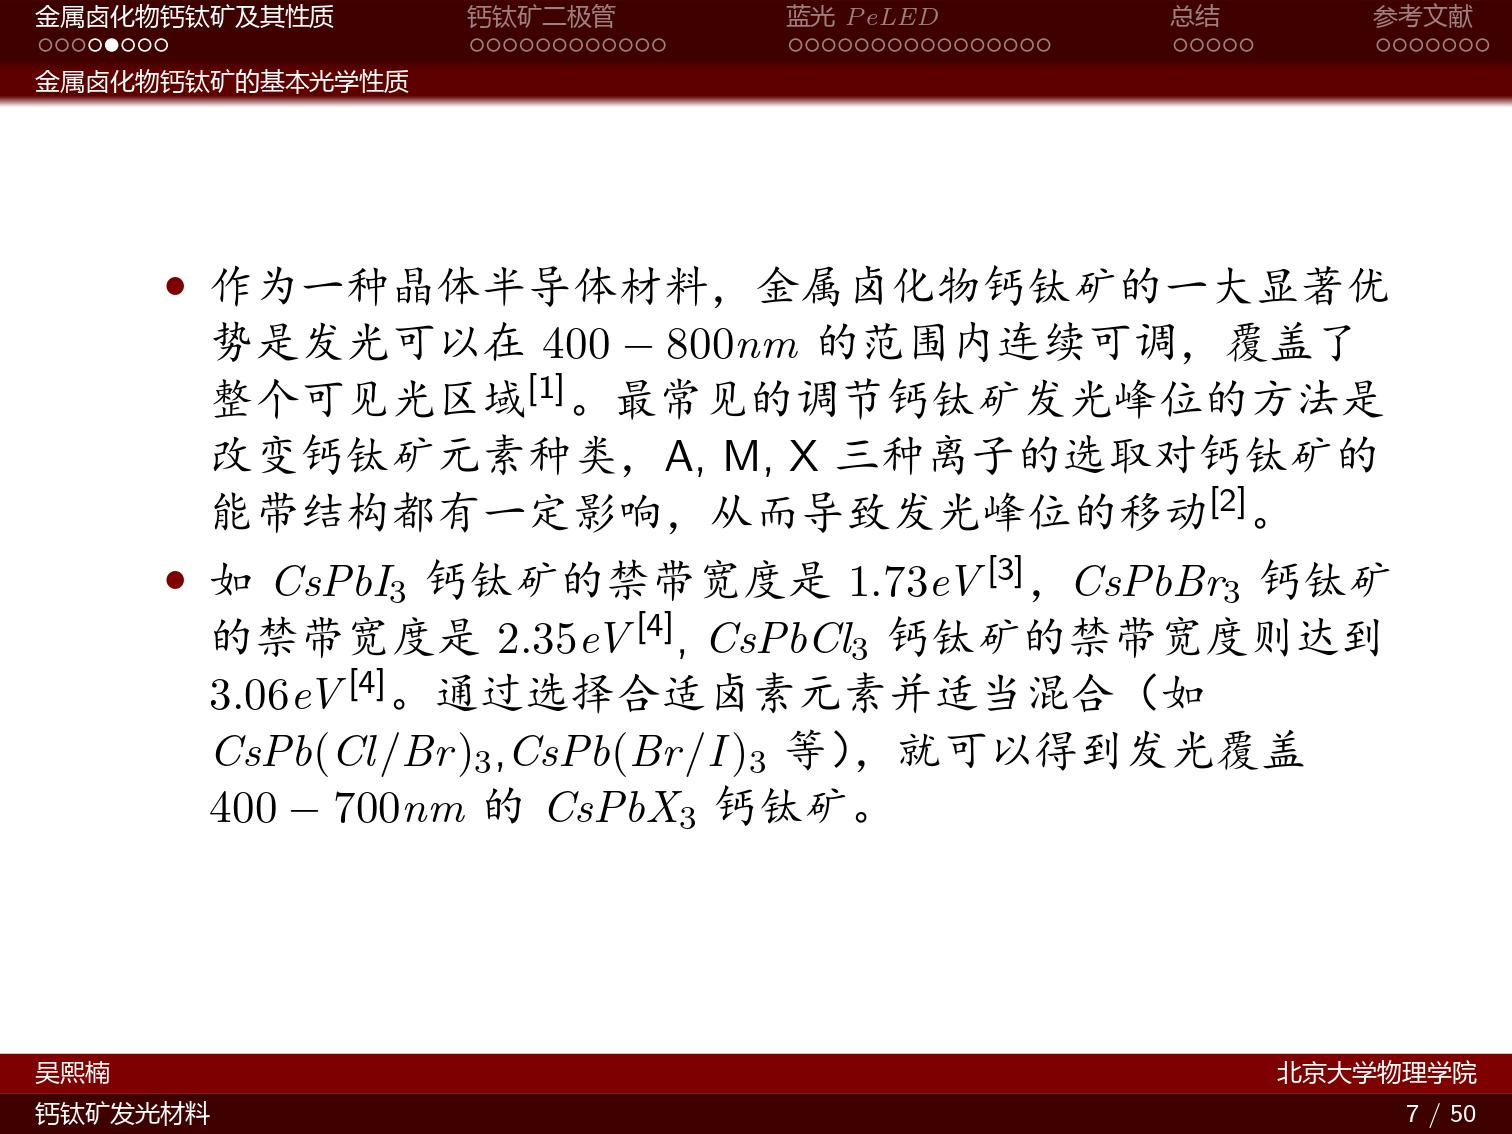 金属卤化物钙钛矿及其性质 钙钛矿二极管 蓝光 PeLED 总结 参考文献
金属卤化物钙钛矿的基本光学性质
• 作为一种晶体半导体材料，金属卤化物钙钛矿的一大显著优
势是发光可以在 400 − 800nm 的范围内连续可调，覆盖了
整个可见光区域[1]。最常见的调节钙钛矿发光峰位的方法是
改变钙钛矿元素种类，A, M, X 三种离子的选取对钙钛矿的
能带结构都有一定影响，从而导致发光峰位的移动[2]。
• 如 CsPbI₃ 钙钛矿的禁带宽度是 1.73eV[3]，CsPbBr₃ 钙钛矿
的禁带宽度是 2.35eV[4], CsPbCl₃ 钙钛矿的禁带宽度则达到
3.06eV[4]。通过选择合适卤素元素并适当混合（如
CsPb(Cl/Br)₃,CsPb(Br/I)₃ 等），就可以得到发光覆盖
400 − 700nm 的 CsPbX₃ 钙钛矿。
吴熙楠 北京大学物理学院
钙钛矿发光材料 7 / 50